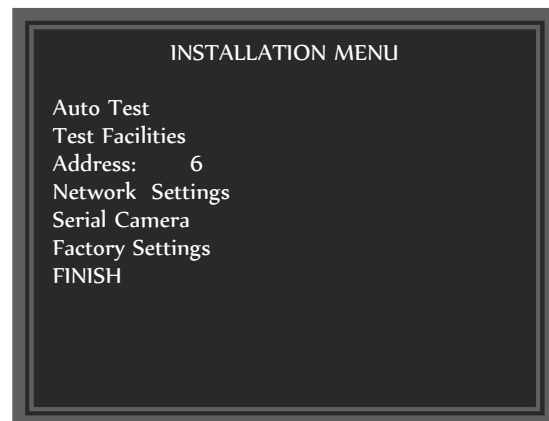 INSTALLATION MENU
Auto Test
Test Facilities
Address: 6
Network Settings
Serial Camera
Factory Settings
FINISH